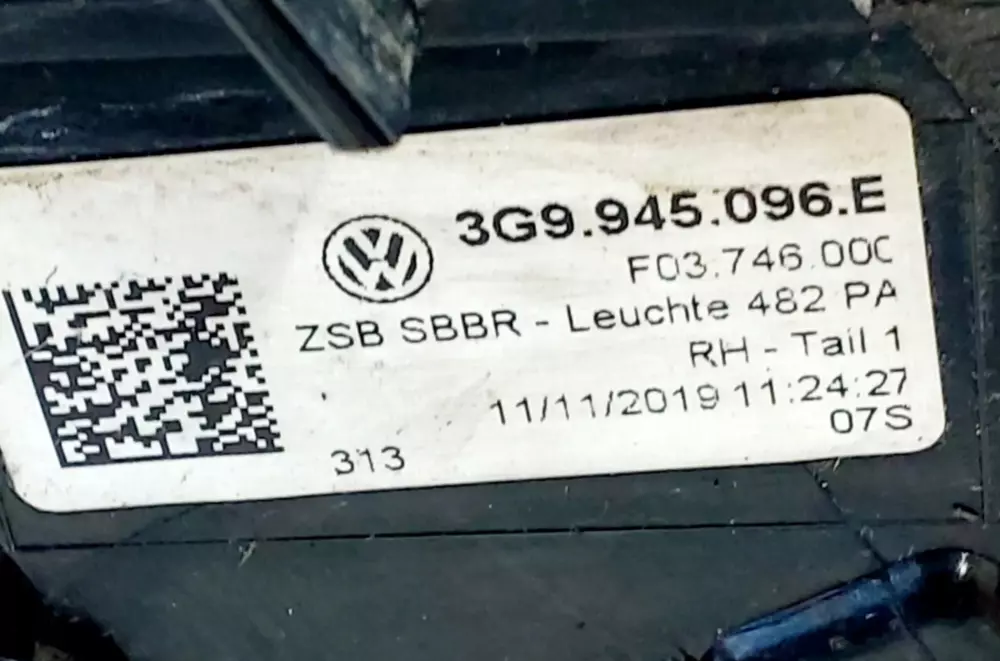 3G9.945.096.E
F03.746.00C
ZSB SBBR - Leuchte 482 PA
RH - Tail 1
11/11/2019 11:24:27
07S
313